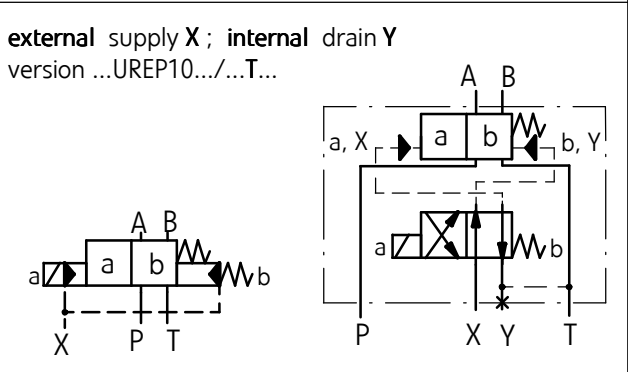 external supply X ; internal drain Y
version ...UREP10.../...T...
A B
a, X a b b, Y
a b
P X Y T
A B
a a b b
X P T